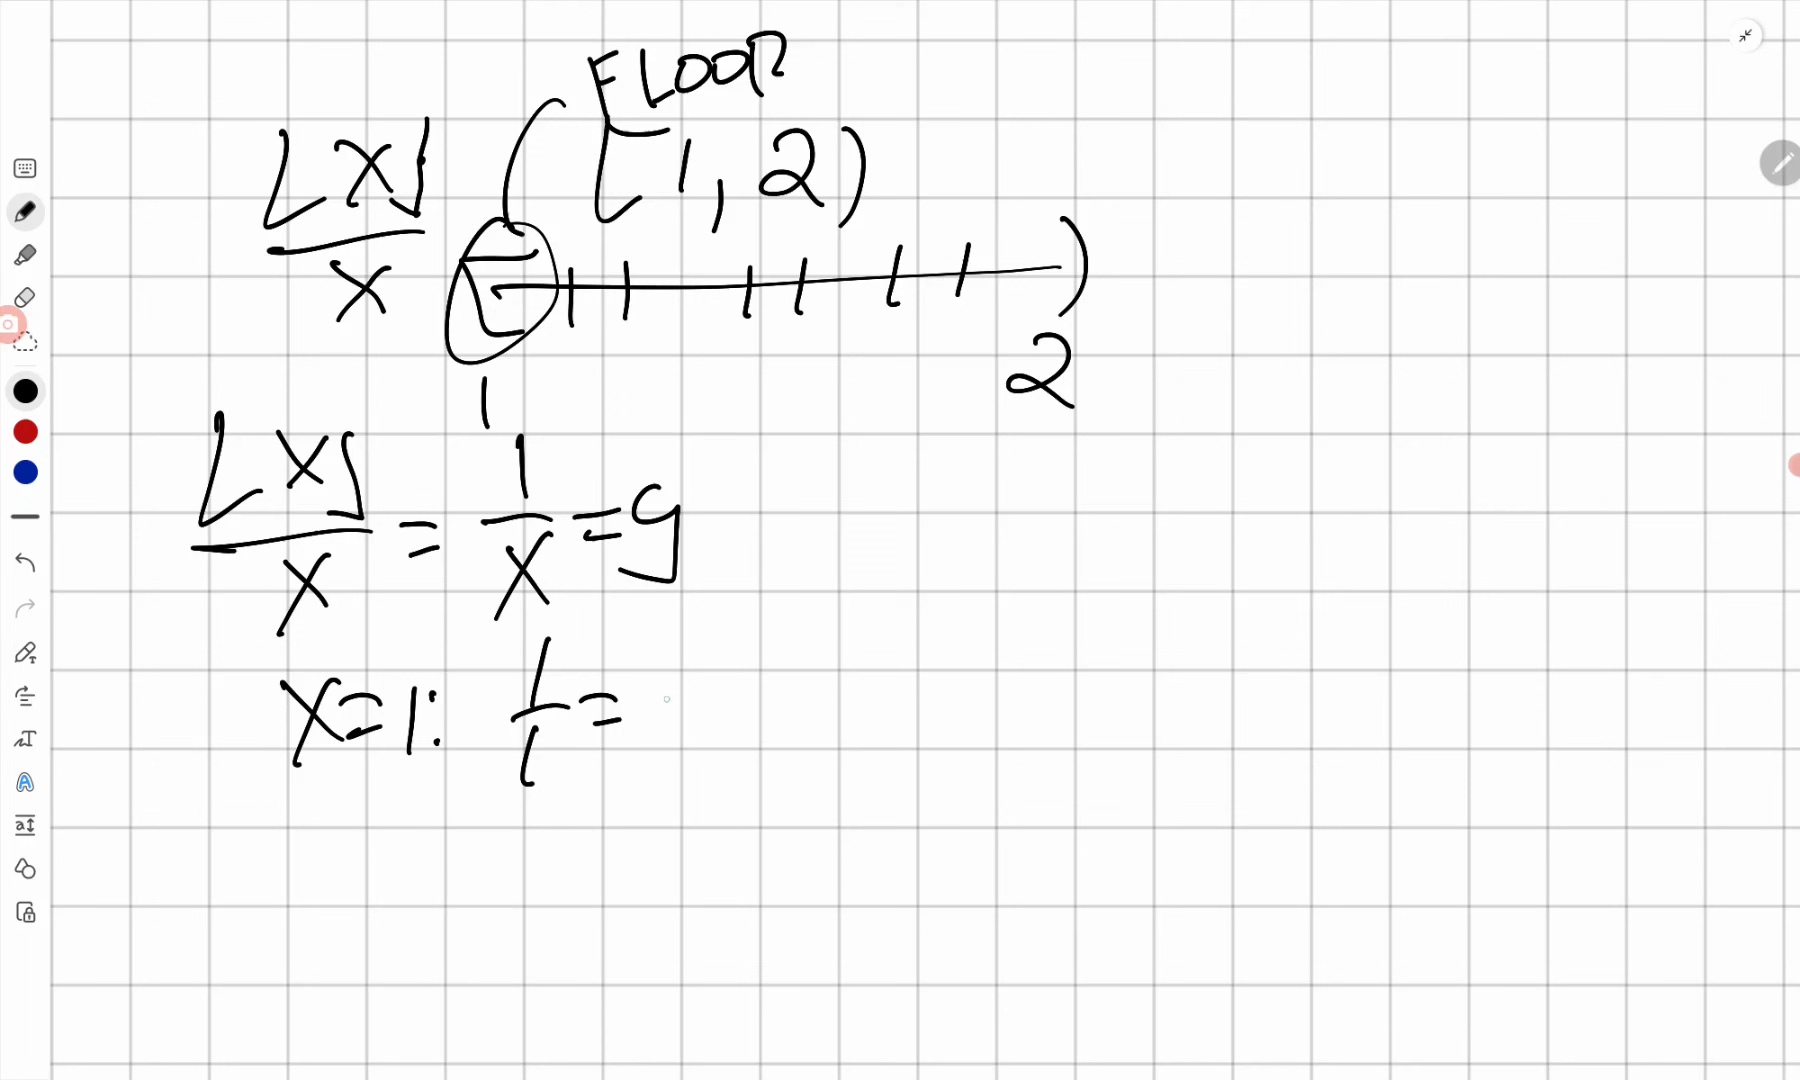 FLOOR
⌊x⌋/x [1, 2)
[ )
1 2
⌊x⌋/x = 1/x = y
x=1: 1/1 =